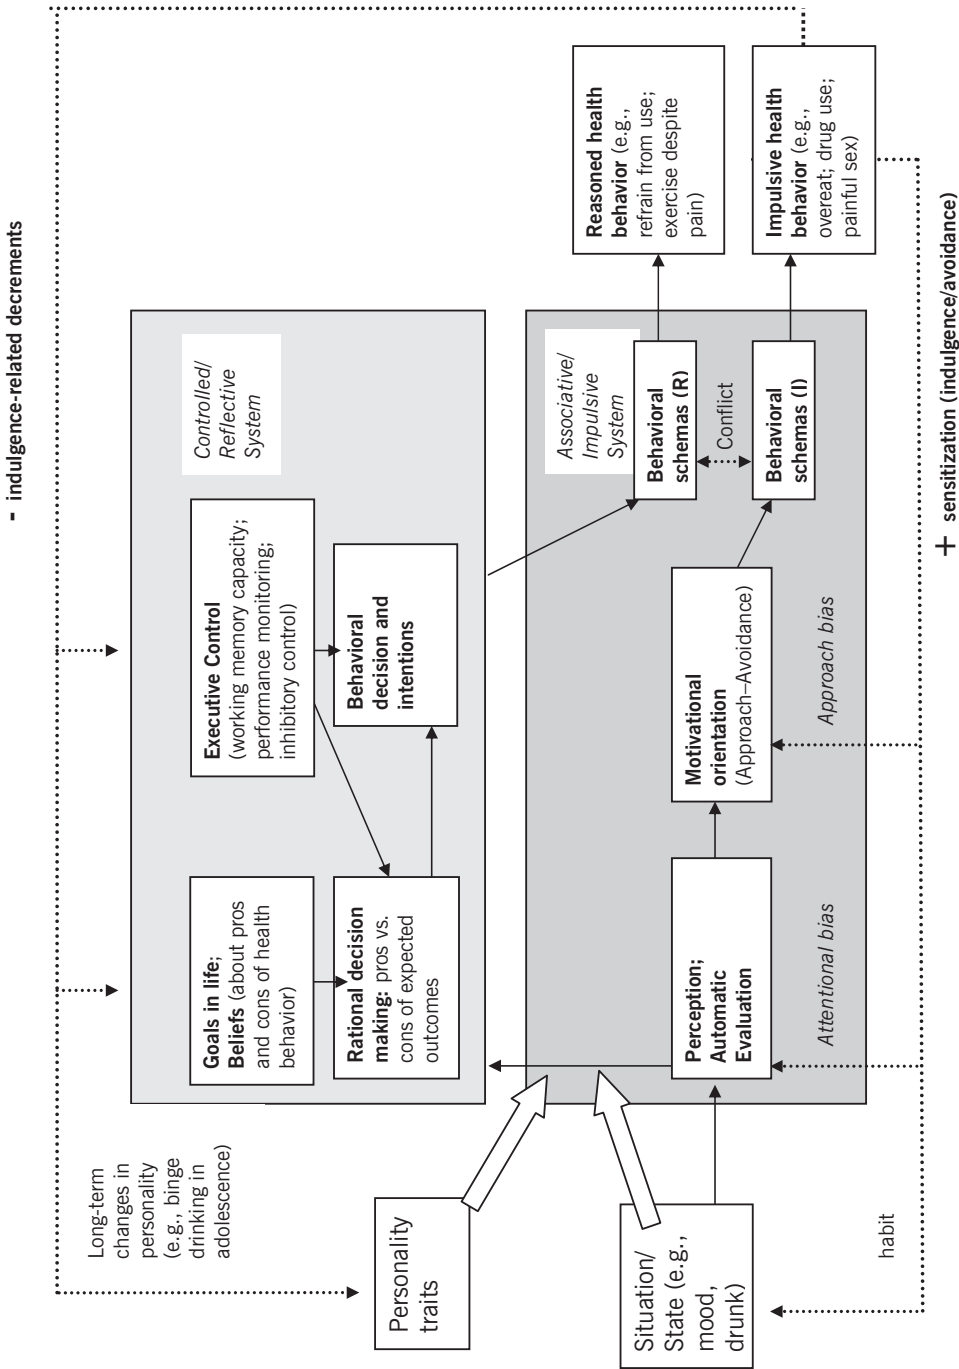 - indulgence-related decrements
Long-term
changes in
personality
(e.g., binge
drinking in
adolescence)
Personality
traits
Situation/
State (e.g.,
mood,
drunk)
habit
Goals in life;
Beliefs (about pros
and cons of health
behavior)
Rational decision
making: pros vs.
cons of expected
outcomes
Executive Control
(working memory capacity;
performance monitoring;
inhibitory control)
Behavioral
decision and
intentions
Controlled/
Reflective
System
Perception;
Automatic
Evaluation
Attentional bias
Motivational
orientation
(Approach–Avoidance)
Approach bias
Associative/
Impulsive
System
Behavioral
schemas (R)
Conflict
Behavioral
schemas (I)
Reasoned health
behavior (e.g.,
refrain from use;
exercise despite
pain)
Impulsive health
behavior (e.g.,
overeat; drug use;
painful sex)
+ sensitization (indulgence/avoidance)